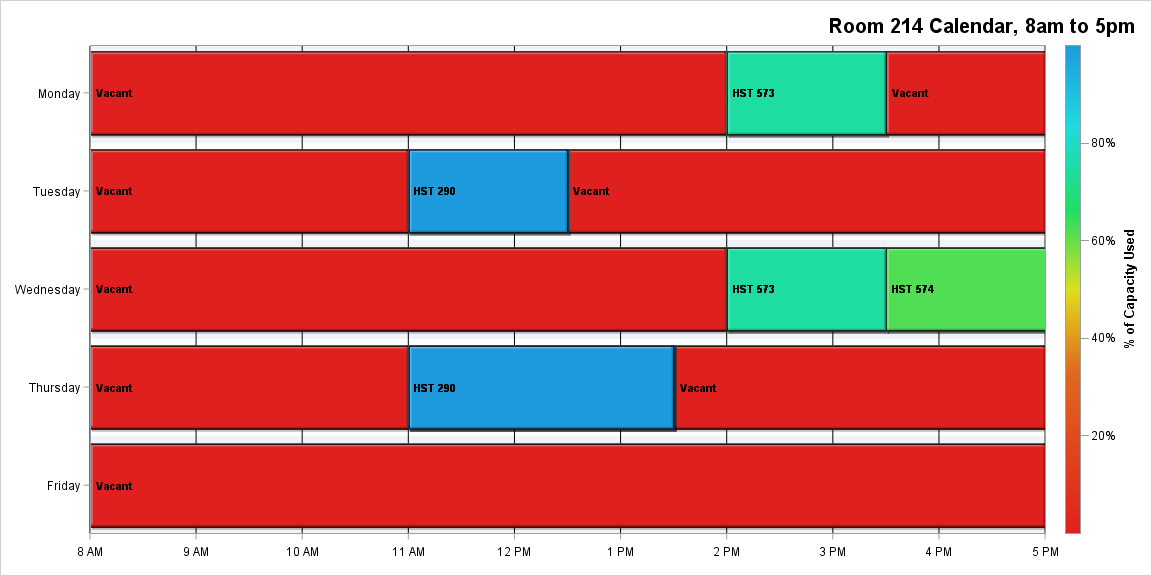 Room 214 Calendar, 8am to 5pm
Monday
Vacant
HST 573
Vacant
Tuesday
Vacant
HST 290
Vacant
Wednesday
Vacant
HST 573
HST 574
Thursday
Vacant
HST 290
Vacant
Friday
Vacant
8 AM
9 AM
10 AM
11 AM
12 PM
1 PM
2 PM
3 PM
4 PM
5 PM
80%
60%
40%
20%
% of Capacity Used